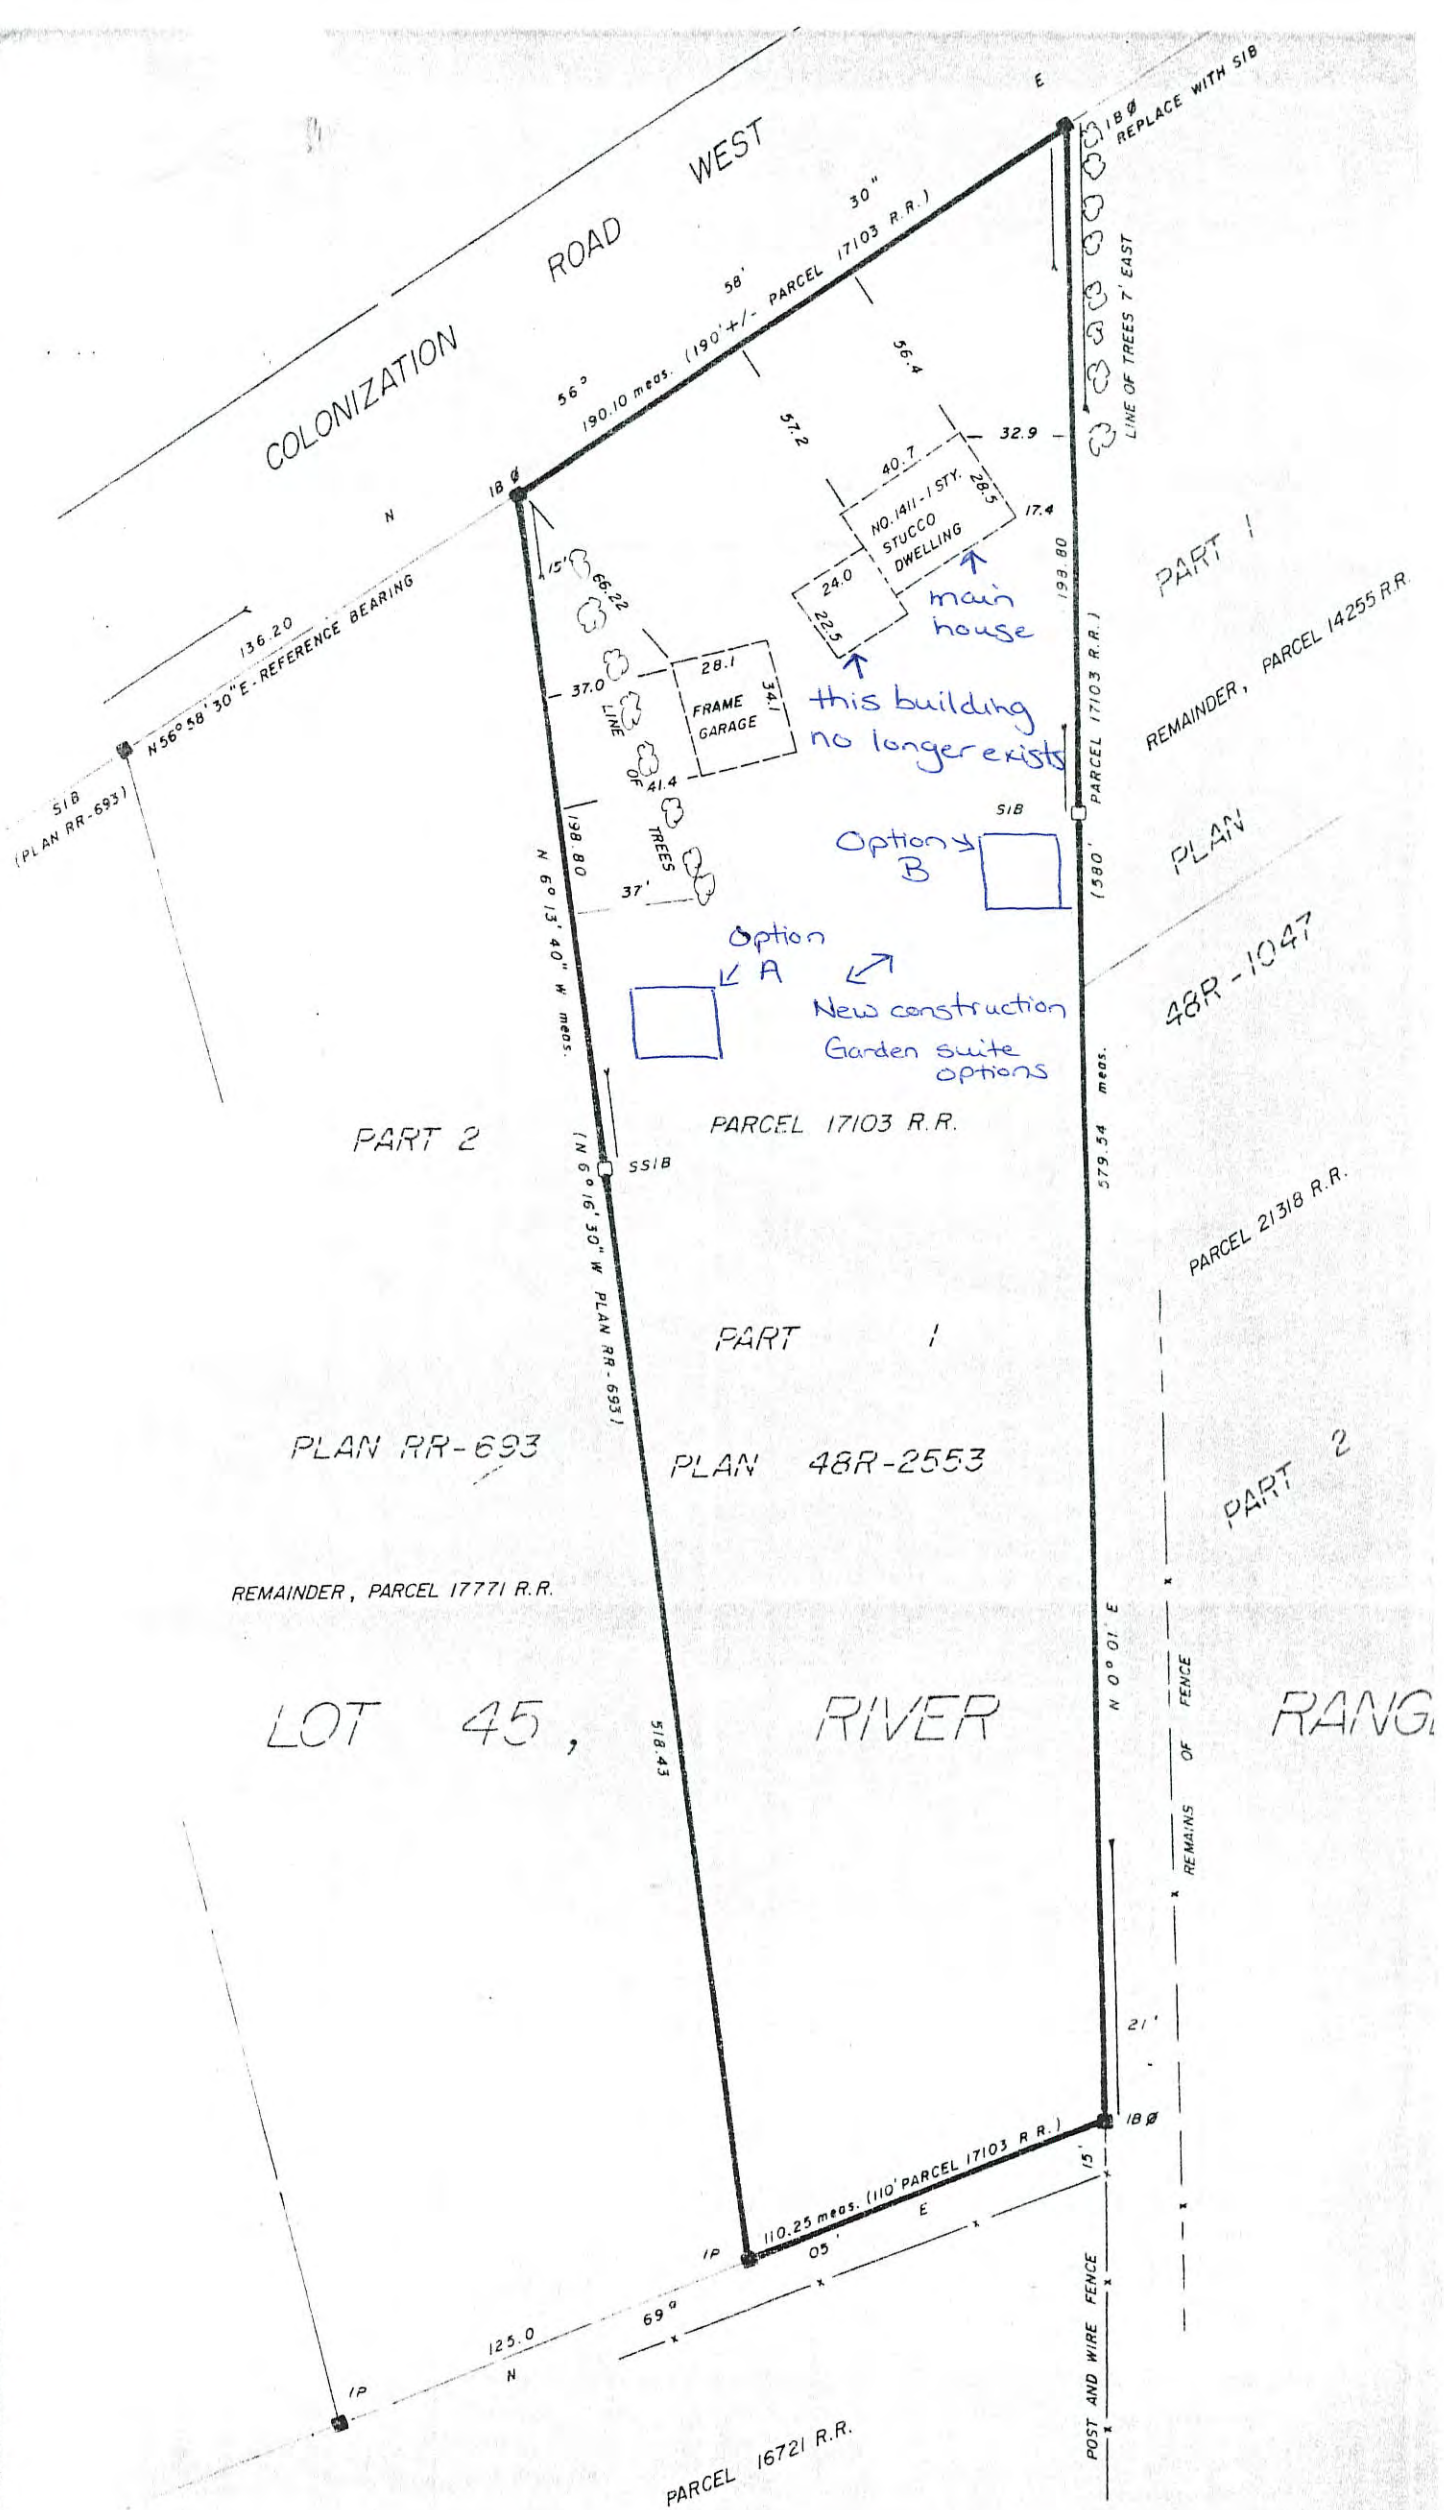 COLONIZATION ROAD WEST
E
IB Ø
REPLACE WITH SIB
N 56° 58' 30"
190.10 meas. (190'+/- PARCEL 17103 R.R.)
LINE OF TREES 7' EAST
IB Ø
56.4
57.2
32.9
40.7
NO. 1411 - 1 STY.
STUCCO
DWELLING
28.5
17.4
24.0
22.5
main
house
this building
no longer exists
15'
66.22
37.0
28.1
34.1
FRAME
GARAGE
41.4
LINE OF TREES
37'
136.20
N 56° 58' 30" E - REFERENCE BEARING
SIB
(PLAN RR-693)
198.80
N 6° 13' 40" W meas.
(N 6° 16' 30" W PLAN RR-693)
198.80
(580' PARCEL 17103 R.R.)
SIB
Option
B
Option
A
New construction
Garden suite
options
PART 1
REMAINDER, PARCEL 14255 R.R.
PLAN
48R-1047
579.54 meas.
PART 2
PARCEL 17103 R.R.
SSIB
PARCEL 21318 R.R.
PART 1
PLAN RR-693
PLAN 48R-2553
PART 2
REMAINDER, PARCEL 17771 R.R.
N 0° 01' E
LOT 45, RIVER RANG
518.43
REMAINS OF FENCE
21'
IB Ø
15'
110.25 meas. (110' PARCEL 17103 R R.)
IP
N 69° 05' E
125.0
IP
POST AND WIRE FENCE
PARCEL 16721 R.R.